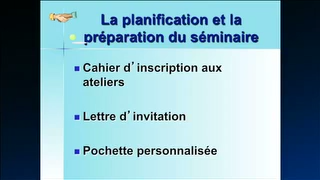 La planification et la
préparation du séminaire
Cahier d'inscription aux
ateliers
Lettre d'invitation
Pochette personnalisée